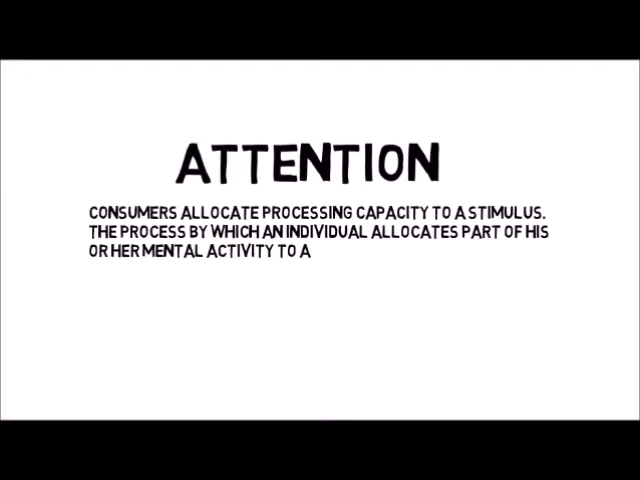 ATTENTION
CONSUMERS ALLOCATE PROCESSING CAPACITY TO A STIMULUS.
THE PROCESS BY WHICH AN INDIVIDUAL ALLOCATES PART OF HIS
OR HER MENTAL ACTIVITY TO A